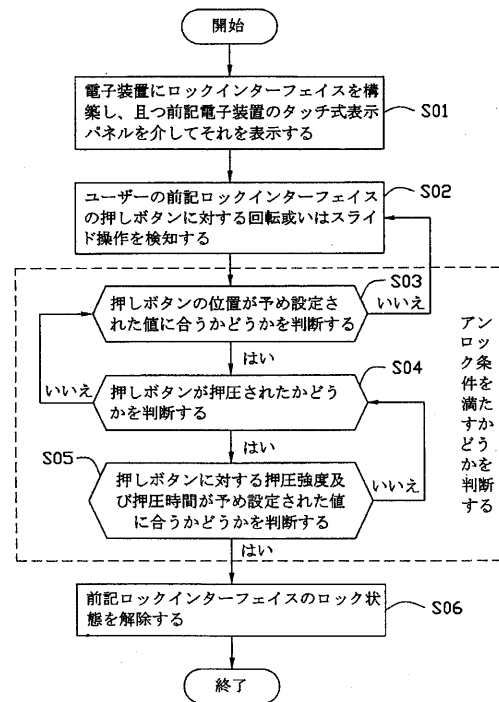 開始
電子装置にロックインターフェイスを構
築し、且つ前記電子装置のタッチ式表示
パネルを介してそれを表示する
S01
ユーザーの前記ロックインターフェイス
の押しボタンに対する回転或いはスライ
ド操作を検知する
S02
押しボタンの位置が予め設定され
た値に合うかどうかを判断する
S03
いいえ
はい
押しボタンが押圧されたかどう
かを判断する
S04
いいえ
はい
押しボタンに対する押圧強度及
び押圧時間が予め設定された値
に合うかどうかを判断する
S05
いいえ
はい
アンロック条件を満たすかどうかを判断する
前記ロックインターフェイスのロック状
態を解除する
S06
終了